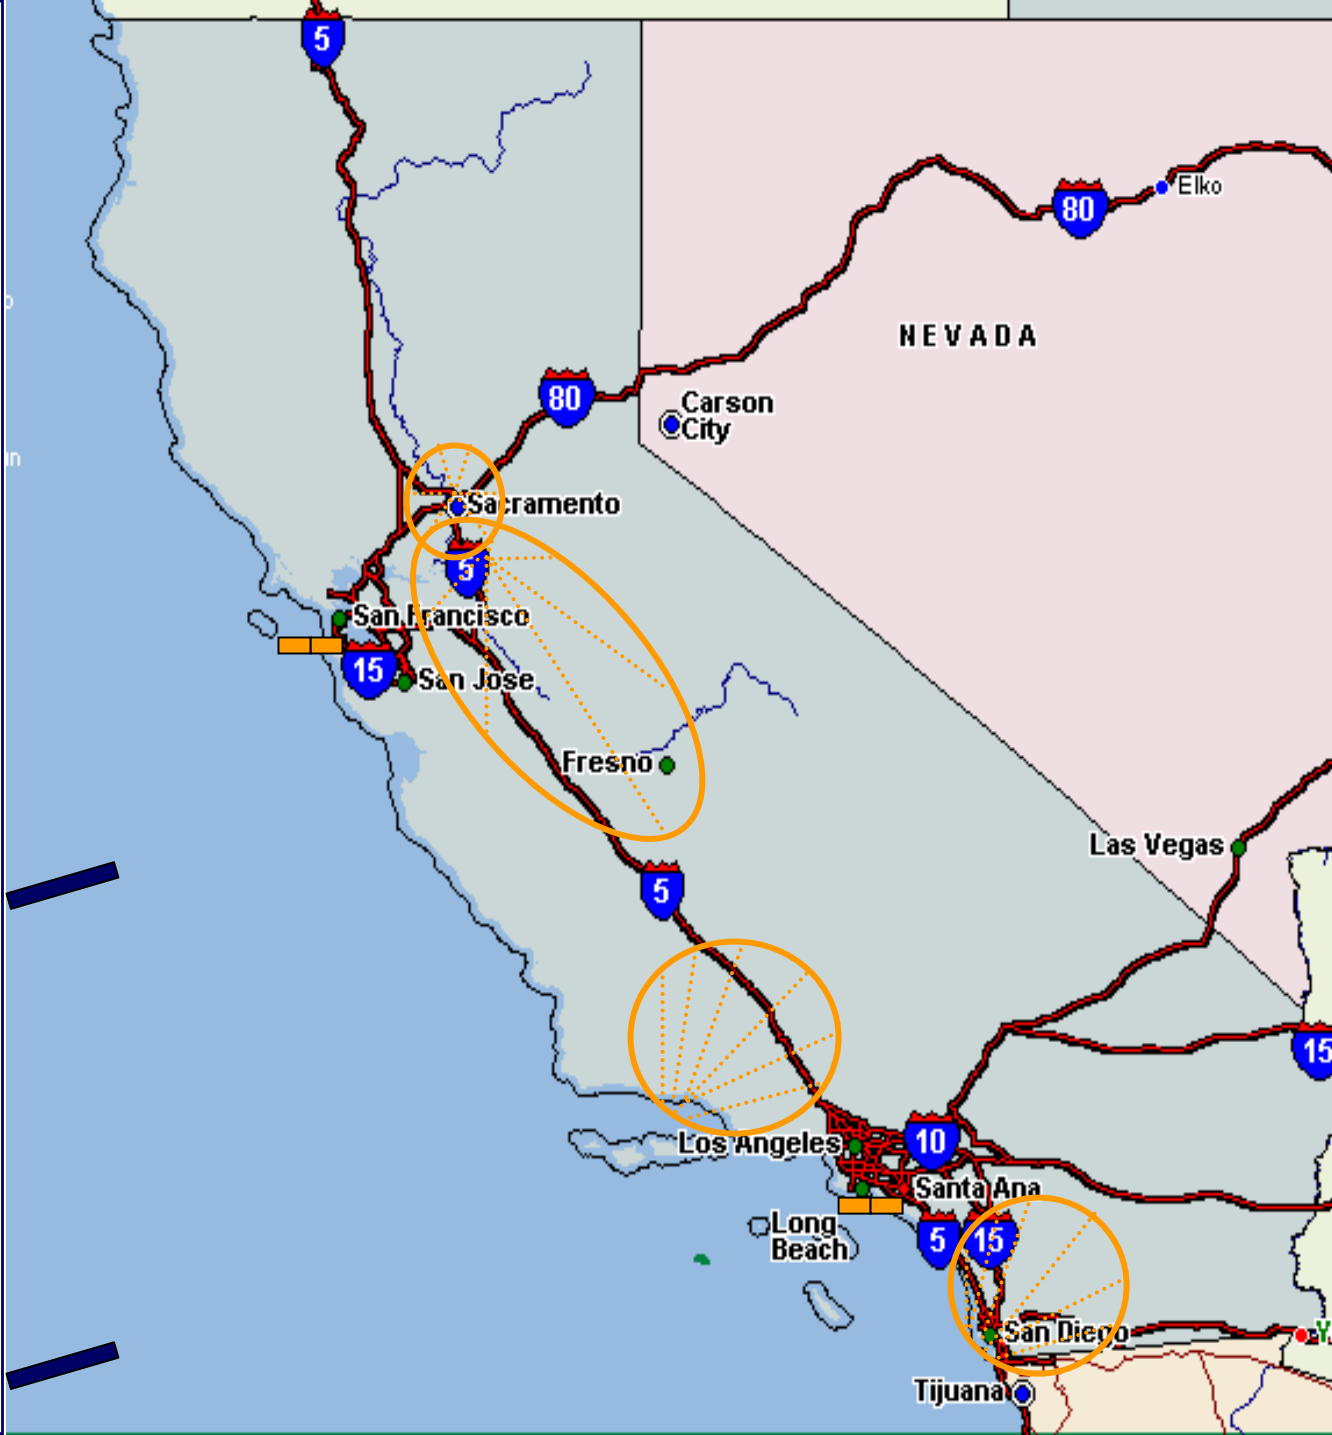 5
80
Elko
NEVADA
80
Carson
City
Sacramento
5
San Francisco
15
San Jose
Fresno
Las Vegas
5
15
10
Los Angeles
Santa Ana
Long
Beach
5
15
San Diego
Tijuana